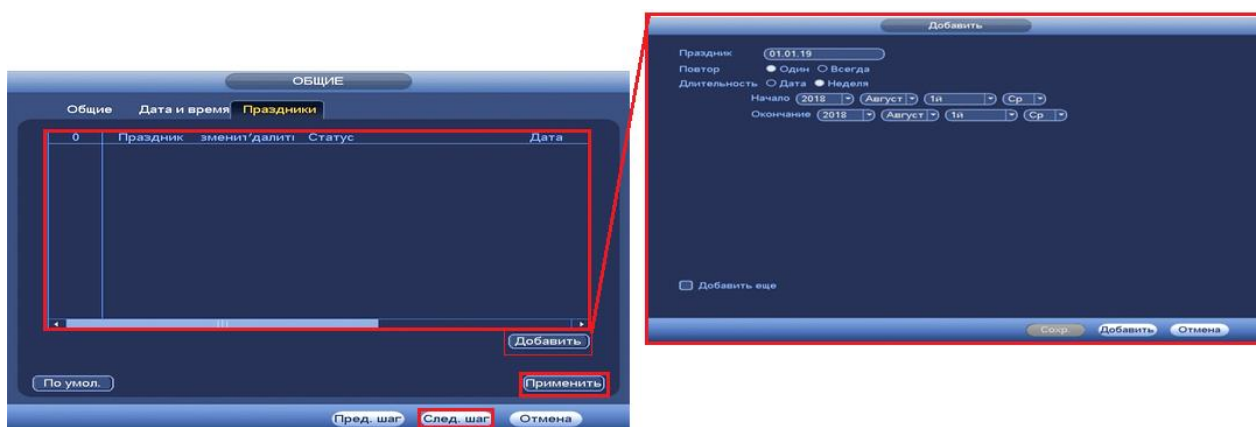 ОБЩИЕ
Общие Дата и время Праздники
0 Праздник зменит'далити Статус Дата
Добавить
По умол. Применить
Пред. шаг След. шаг Отмена
Добавить
Праздник 01.01.19
Повтор Один Всегда
Длительность Дата Неделя
Начало 2018 Август 1й Ср
Окончание 2018 Август 1й Ср
Добавить еще
Сохр. Добавить Отмена